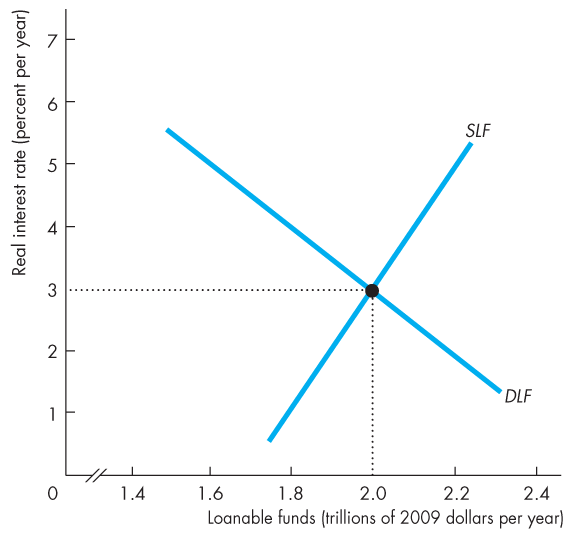 Real interest rate (percent per year)
7
6
5
4
3
2
1
0
SLF
DLF
1.4 1.6 1.8 2.0 2.2 2.4
Loanable funds (trillions of 2009 dollars per year)